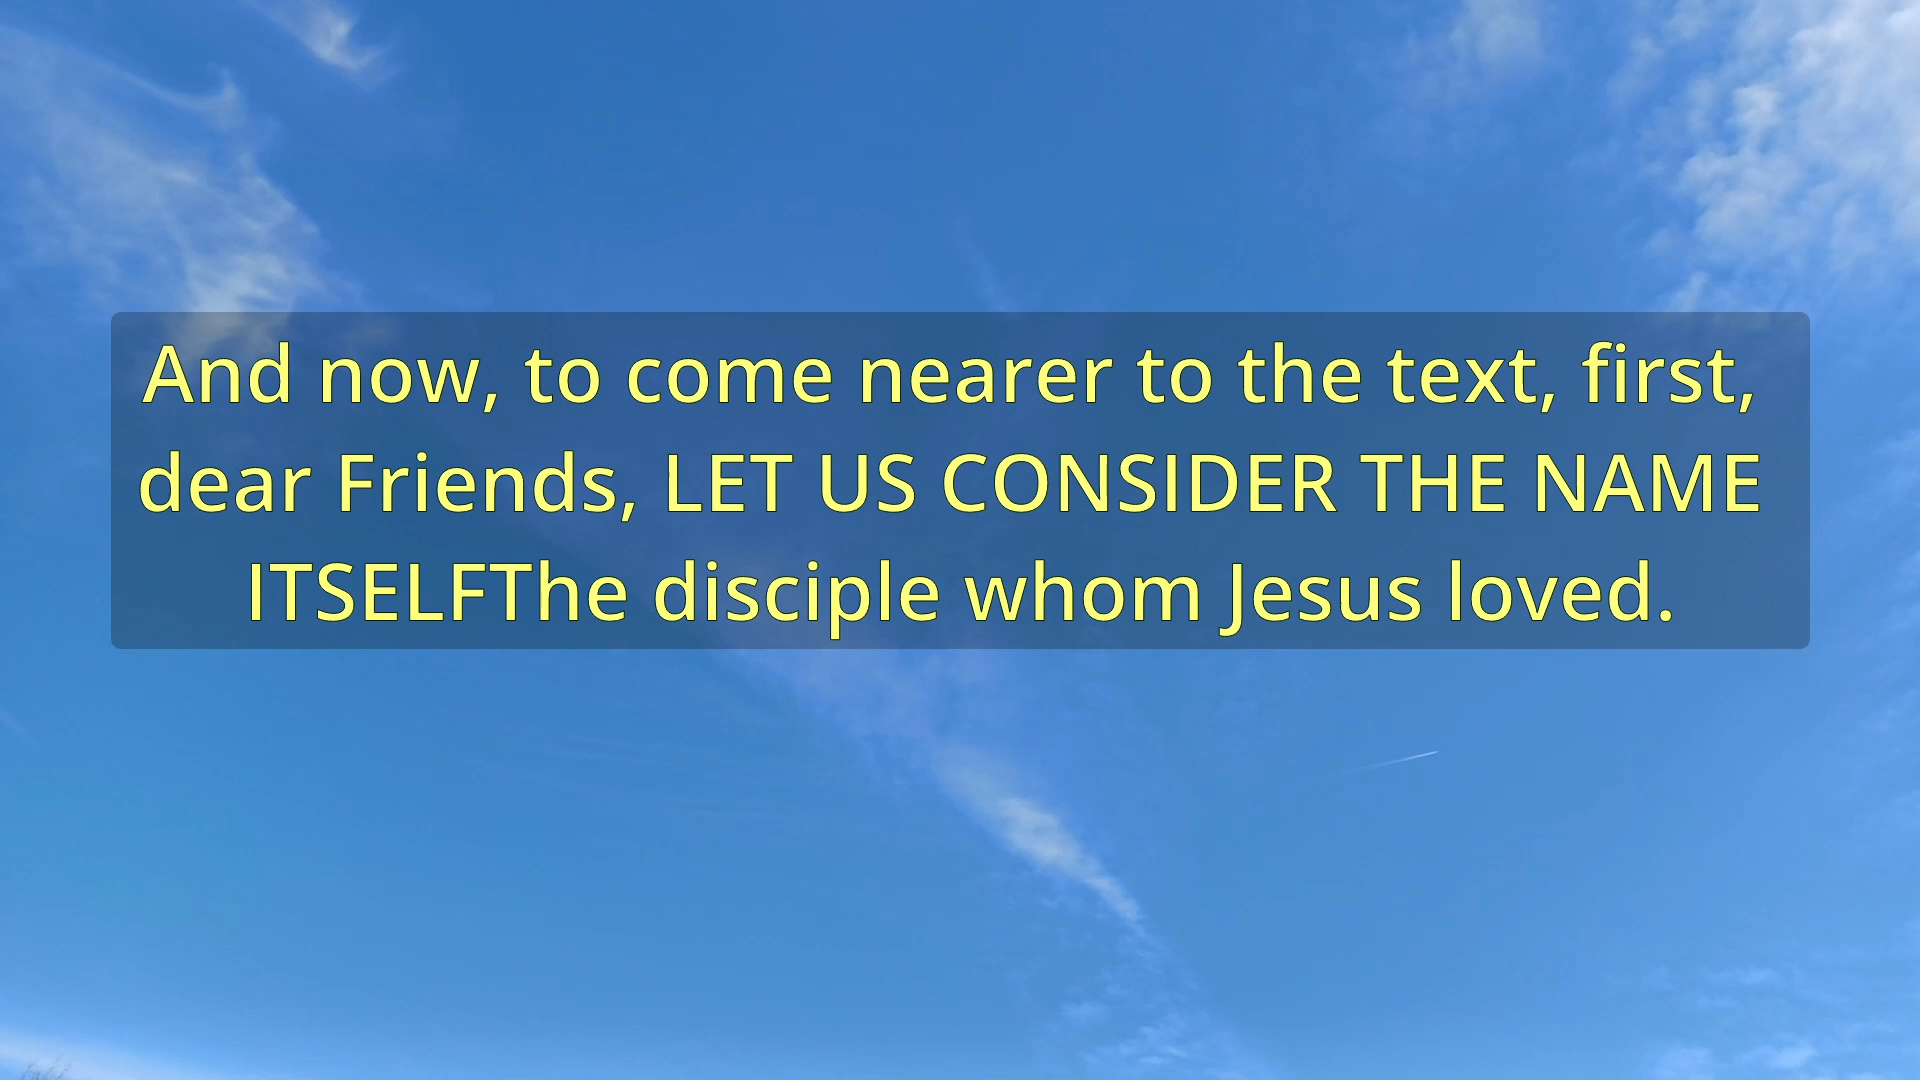 And now, to come nearer to the text, first,
dear Friends, LET US CONSIDER THE NAME
ITSELFThe disciple whom Jesus loved.